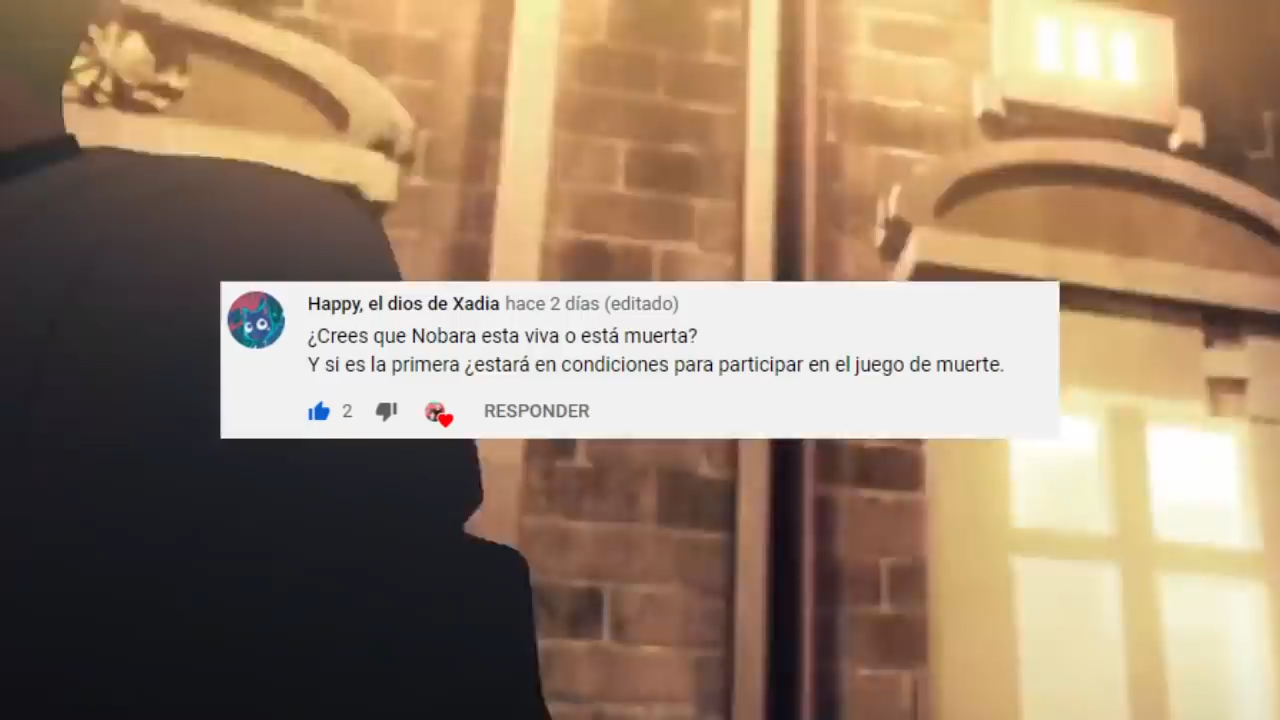 Happy, el dios de Xadia hace 2 días (editado)
¿Crees que Nobara esta viva o está muerta?
Y si es la primera ¿estará en condiciones para participar en el juego de muerte.
2 RESPONDER